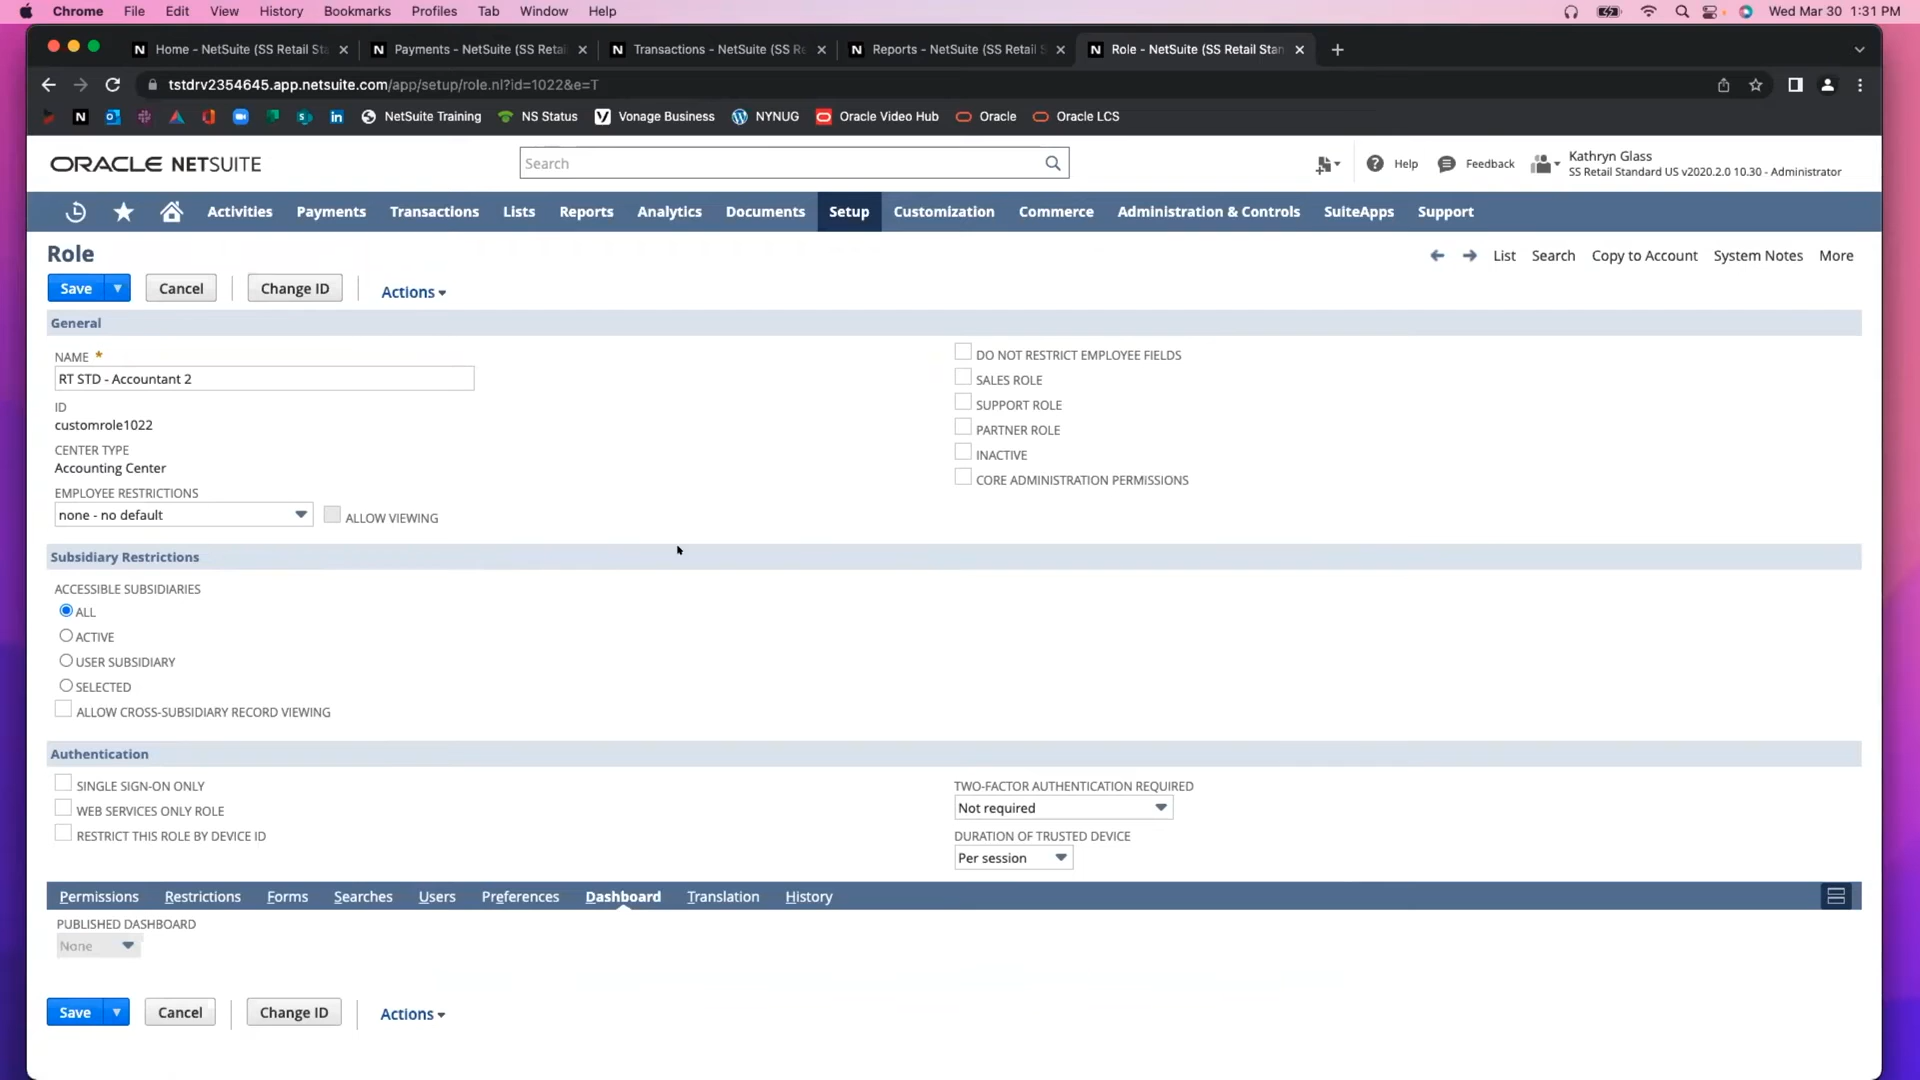 Chrome File Edit View History Bookmarks Profiles Tab Window Help Wed Mar 30 1:31 PM
Home - NetSuite (SS Retail Sta Payments - NetSuite (SS Retai Transactions - NetSuite (SS Re Reports - NetSuite (SS Retail S Role - NetSuite (SS Retail Stan
tstdrv2354645.app.netsuite.com/app/setup/role.nl?id=1022&e=T
NetSuite Training NS Status Vonage Business NYNUG Oracle Video Hub Oracle Oracle LCS
ORACLE NETSUITE Search Help Feedback Kathryn Glass
SS Retail Standard US v2020.2.0 10.30 - Administrator
Activities Payments Transactions Lists Reports Analytics Documents Setup Customization Commerce Administration & Controls SuiteApps Support
Role List Search Copy to Account System Notes More
Save Cancel Change ID Actions
General
NAME *
RT STD - Accountant 2
ID
customrole1022
CENTER TYPE
Accounting Center
EMPLOYEE RESTRICTIONS
none - no default ALLOW VIEWING
DO NOT RESTRICT EMPLOYEE FIELDS
SALES ROLE
SUPPORT ROLE
PARTNER ROLE
INACTIVE
CORE ADMINISTRATION PERMISSIONS
Subsidiary Restrictions
ACCESSIBLE SUBSIDIARIES
ALL
ACTIVE
USER SUBSIDIARY
SELECTED
ALLOW CROSS-SUBSIDIARY RECORD VIEWING
Authentication
SINGLE SIGN-ON ONLY
WEB SERVICES ONLY ROLE
RESTRICT THIS ROLE BY DEVICE ID
TWO-FACTOR AUTHENTICATION REQUIRED
Not required
DURATION OF TRUSTED DEVICE
Per session
Permissions Restrictions Forms Searches Users Preferences Dashboard Translation History
PUBLISHED DASHBOARD
None
Save Cancel Change ID Actions